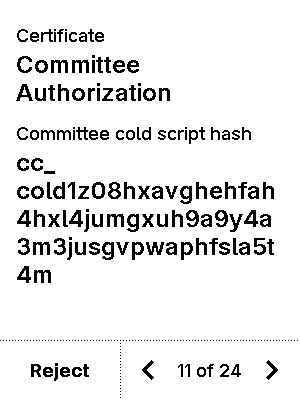 Certificate
Committee
Authorization
Committee cold script hash
cc_
cold1z08hxavghehfah
4hxl4jumgxuh9a9y4a
3m3jusgvpwaphfsla5t
4m
Reject
11 of 24